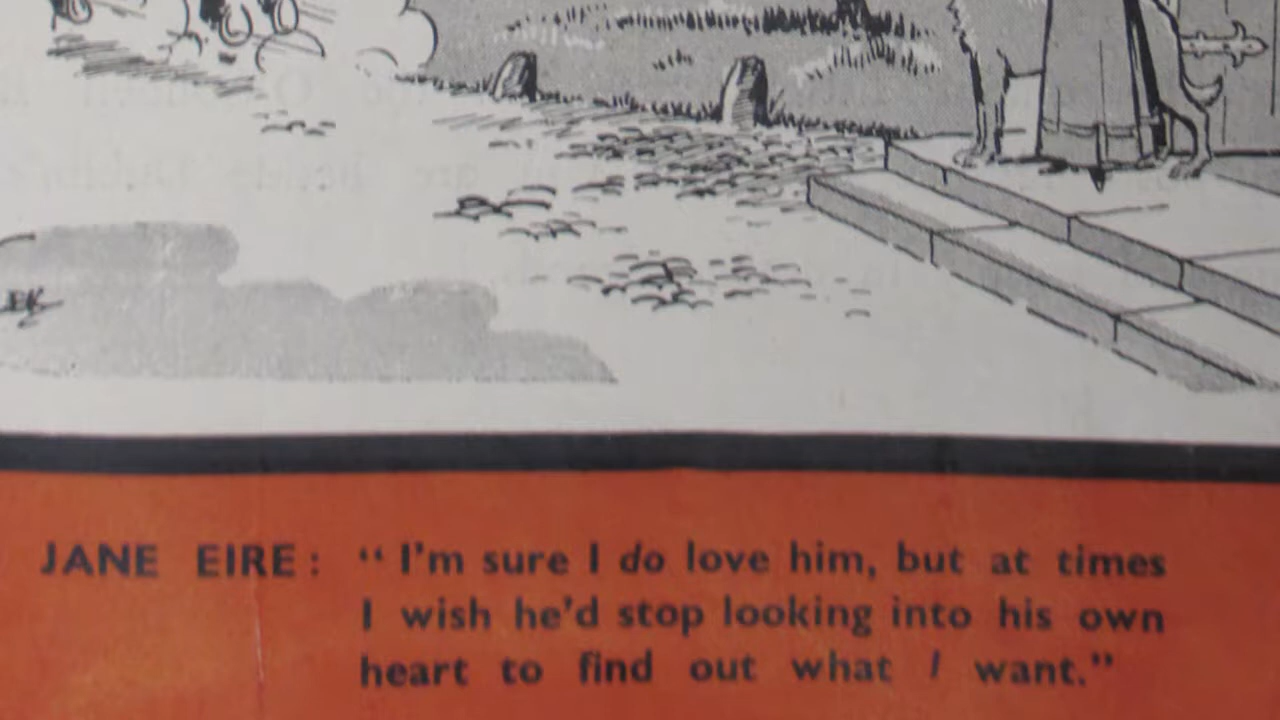 JANE EIRE: “I'm sure I do love him, but at times
I wish he'd stop looking into his own
heart to find out what I want.”